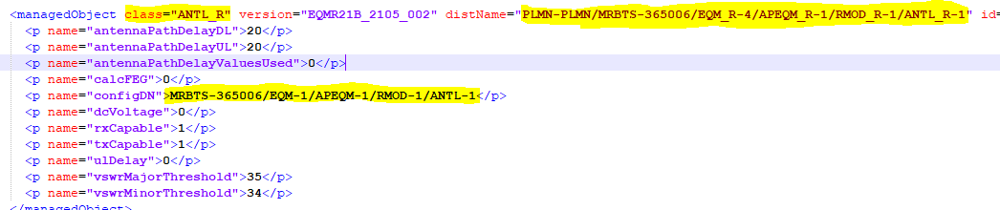 <managedObject class="ANTL_R" version="EQMR21B_2105_002" distName="PLMN-PLMN/MRBTS-365006/EQM_R-4/APEQM_R-1/RMOD_R-1/ANTL_R-1" id=
<p name="antennaPathDelayDL">20</p>
<p name="antennaPathDelayUL">20</p>
<p name="antennaPathDelayValuesUsed">0</p>
<p name="calcFEG">0</p>
<p name="configDN">MRBTS-365006/EQM-1/APEQM-1/RMOD-1/ANTL-1</p>
<p name="dcVoltage">0</p>
<p name="rxCapable">1</p>
<p name="txCapable">1</p>
<p name="ulDelay">0</p>
<p name="vswrMajorThreshold">35</p>
<p name="vswrMinorThreshold">34</p>
</managedObject>